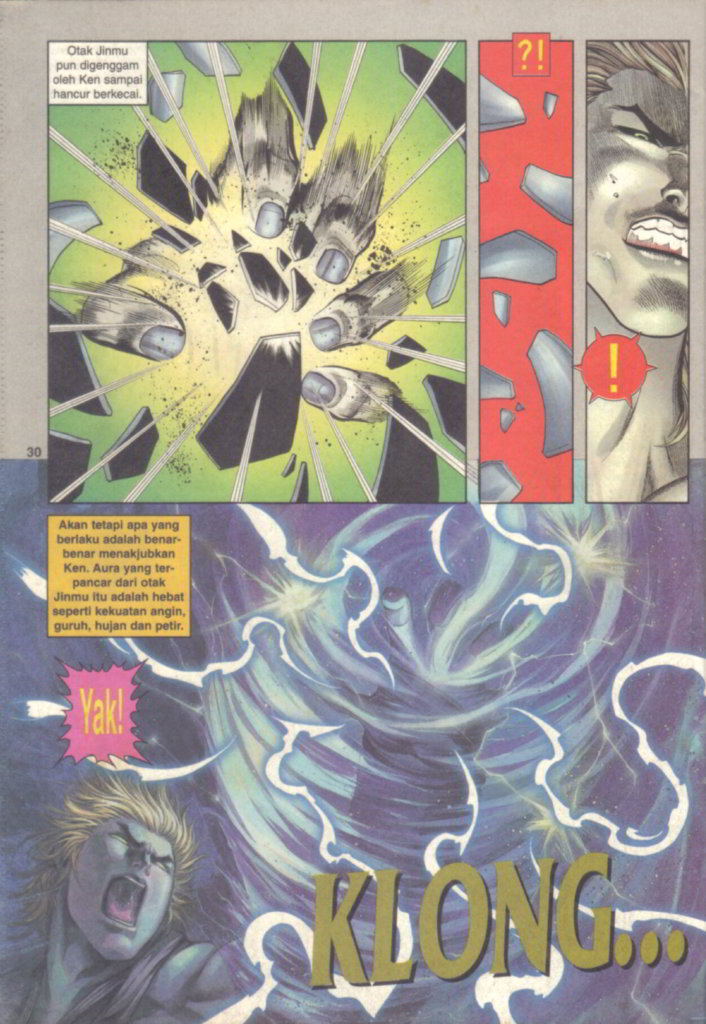 Otak Jinmu
pun digenggam
oleh Ken sampai
hancur berkecai.
?!
!
30
Akan tetapi apa yang
berlaku adalah benar-
benar menakjubkan
Ken. Aura yang ter-
pancar dari otak
Jinmu itu adalah hebat
seperti kekuatan angin,
guruh, hujan dan petir.
Yak!
KLONG...